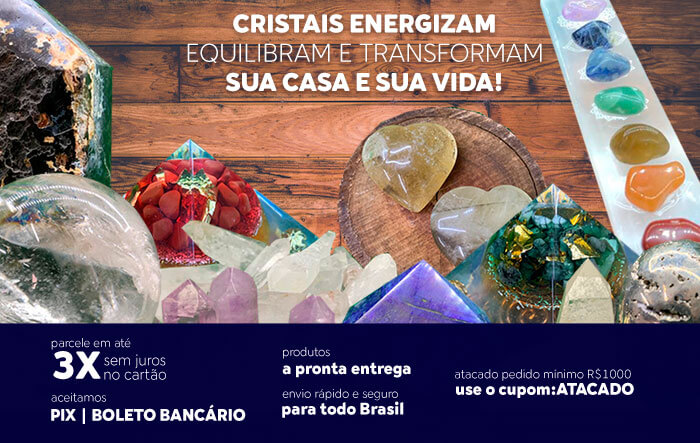 CRISTAIS ENERGIZAM
EQUILIBRAM E TRANSFORMAM
SUA CASA E SUA VIDA!
parcele em até
3X sem juros
no cartão
aceitamos
PIX | BOLETO BANCÁRIO
produtos
a pronta entrega
envio rápido e seguro
para todo Brasil
atacado pedido mínimo R$1000
use o cupom:ATACADO